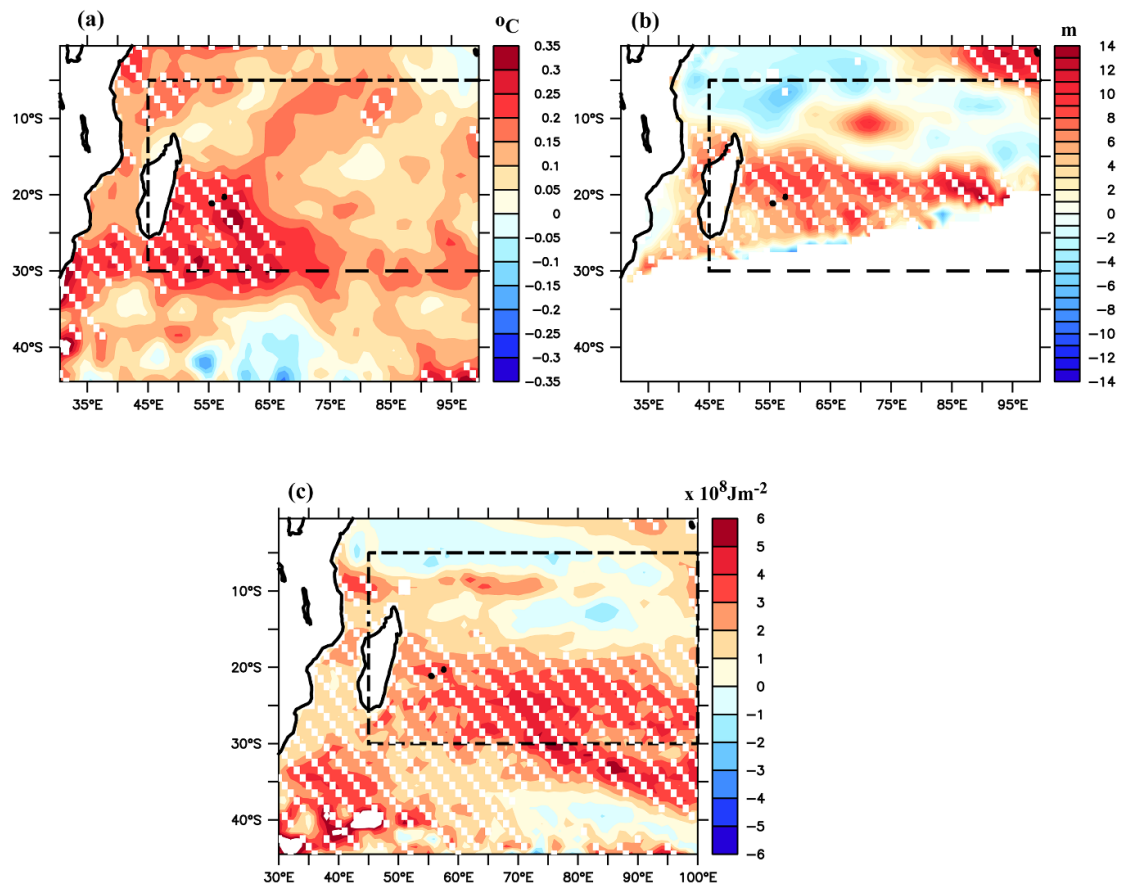 (a)
°C
0.35
0.3
0.25
0.2
0.15
0.1
0.05
0
−0.05
−0.1
−0.15
−0.2
−0.25
−0.3
−0.35
10°S
20°S
30°S
40°S
35°E 45°E 55°E 65°E 75°E 85°E 95°E
(b)
m
14
12
10
8
6
4
2
0
−2
−4
−6
−8
−10
−12
−14
10°S
20°S
30°S
40°S
35°E 45°E 55°E 65°E 75°E 85°E 95°E
(c)
x 10⁸Jm⁻²
6
5
4
3
2
1
0
−1
−2
−3
−4
−5
−6
10°S
20°S
30°S
40°S
30°E 40°E 50°E 60°E 70°E 80°E 90°E 100°E